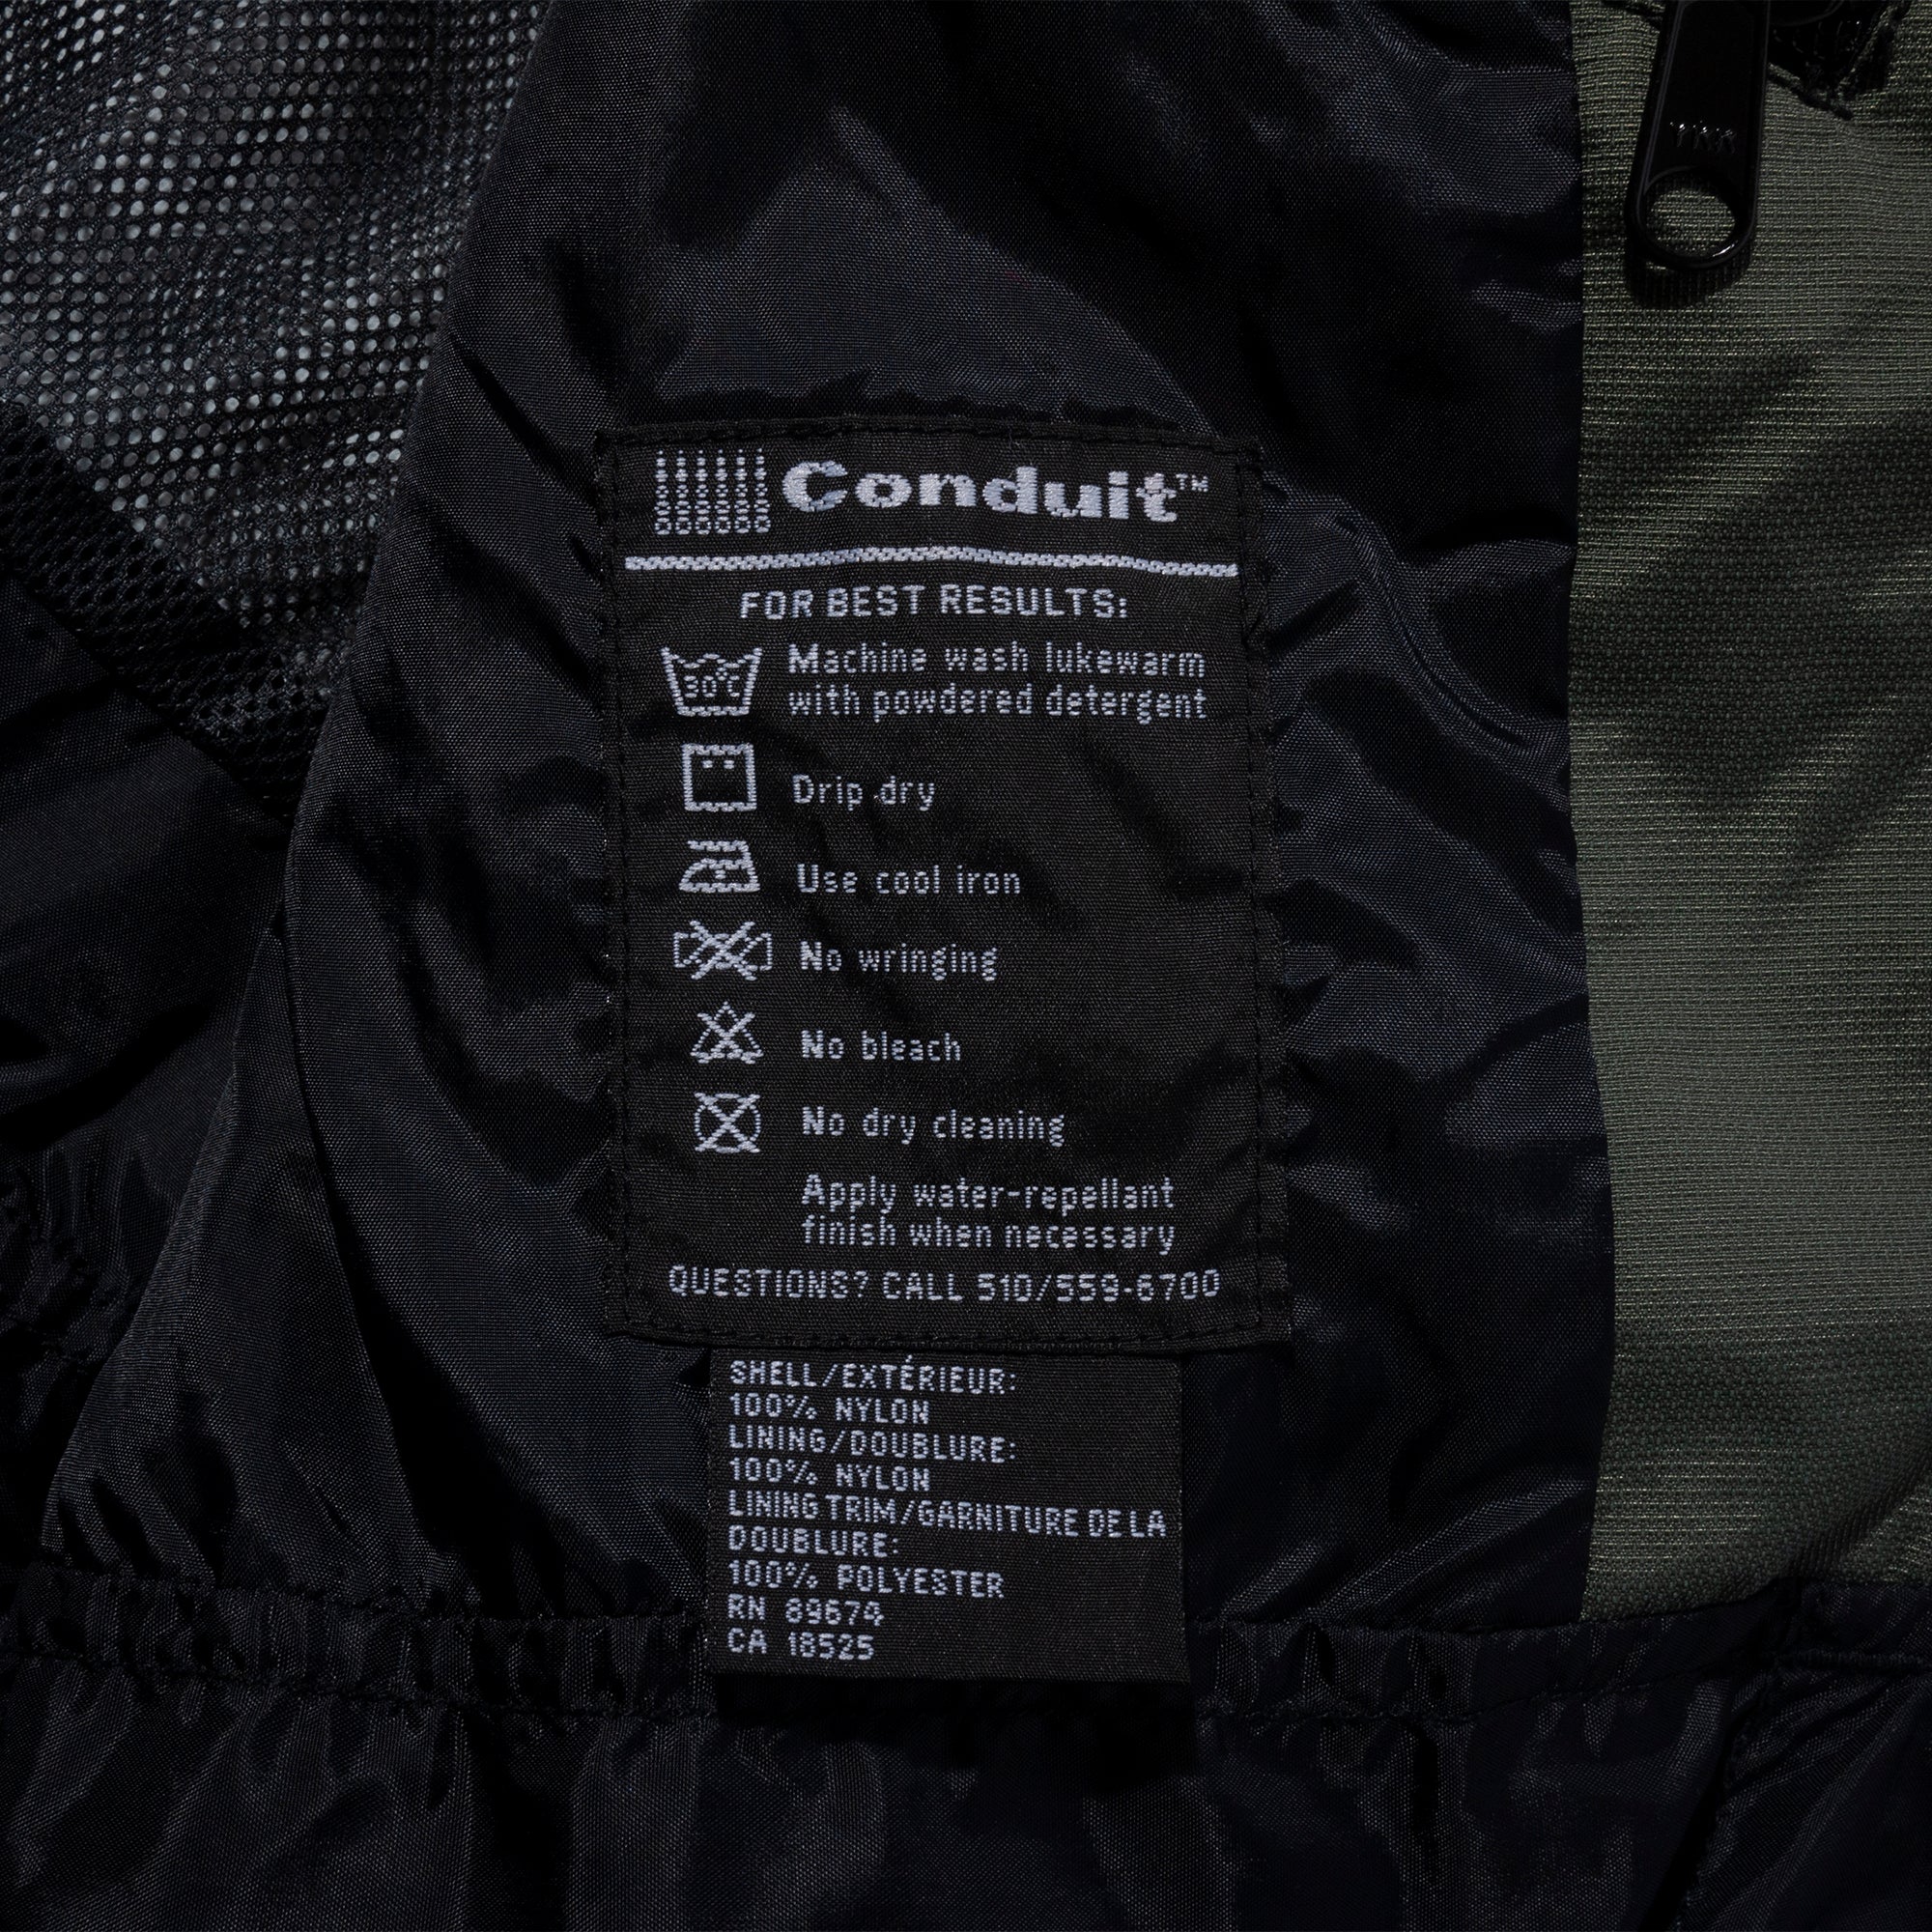 YKK
Conduit™
FOR BEST RESULTS:
30°C
Machine wash lukewarm
with powdered detergent
Drip dry
Use cool iron
No wringing
No bleach
No dry cleaning
Apply water-repellant
finish when necessary
QUESTIONS? CALL 510/559-6700
SHELL/EXTÉRIEUR:
100% NYLON
LINING/DOUBLURE:
100% NYLON
LINING TRIM/GARNITURE DE LA
DOUBLURE:
100% POLYESTER
RN 89674
CA 18525